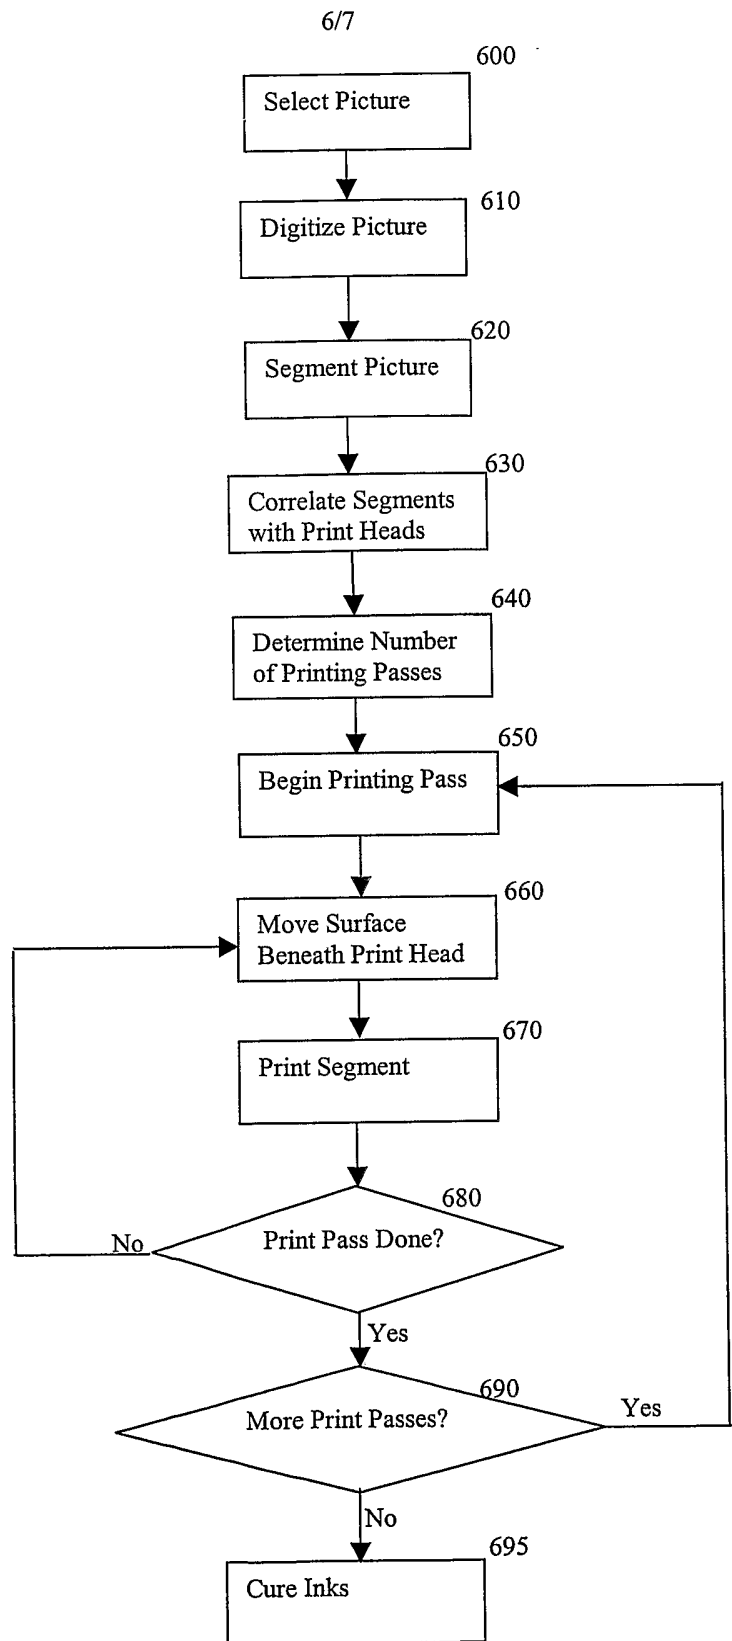 6/7
600
Select Picture
610
Digitize Picture
620
Segment Picture
630
Correlate Segments
with Print Heads
640
Determine Number
of Printing Passes
650
Begin Printing Pass
660
Move Surface
Beneath Print Head
670
Print Segment
680
Print Pass Done?
No
Yes
690
More Print Passes?
Yes
No
695
Cure Inks